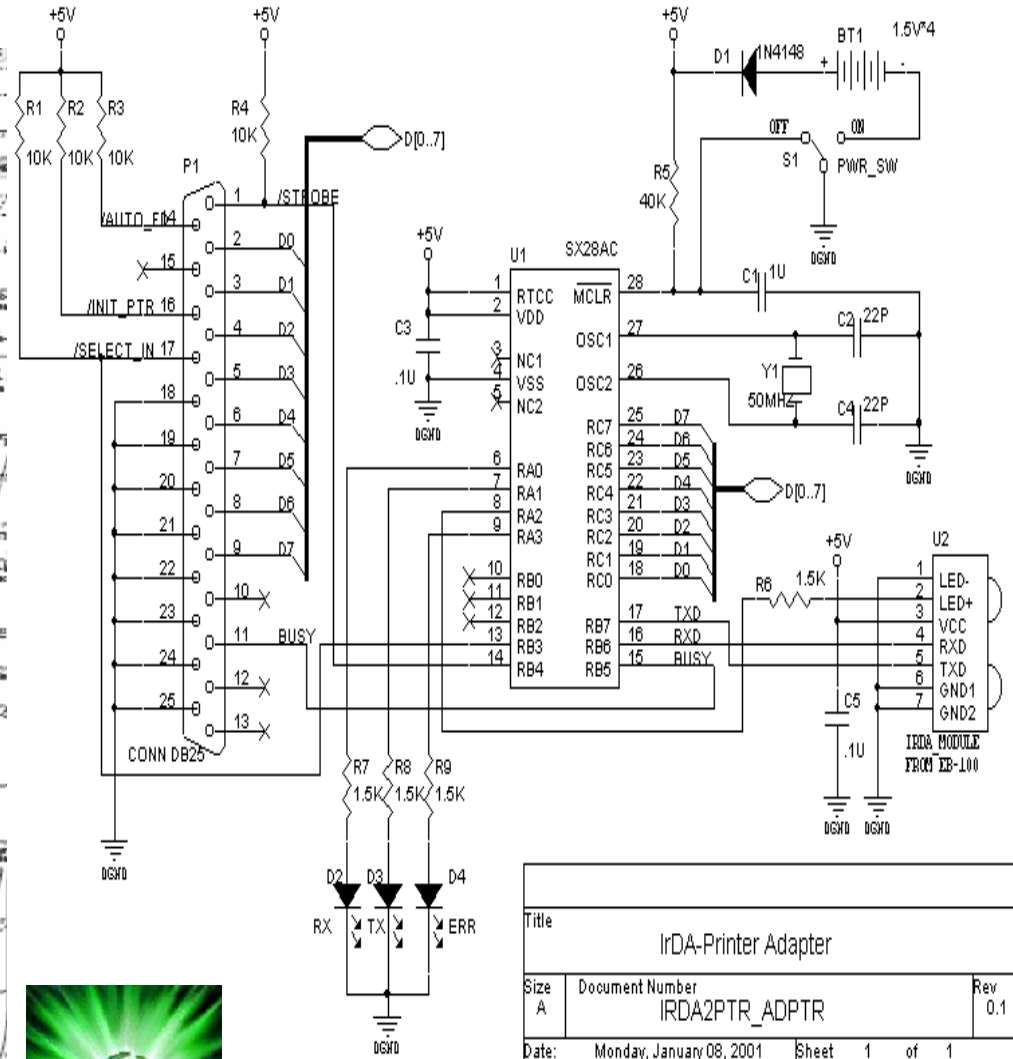 +5V
+5V
+5V
BT1
1.5V*4
D1
1N4148
+
-
R1
R2
R3
10K
10K
10K
R4
10K
D[0..7]
OFF
ON
S1
PWR_SW
R5
40K
DGND
P1
1
/STROBE
/AUTO_FD
14
2
D0
15
3
D1
/INIT_PTR
16
4
D2
/SELECT_IN
17
5
D3
18
6
D4
19
7
D5
20
8
D6
21
9
D7
22
10
23
11
BUSY
24
12
25
13
CONN DB25
DGND
+5V
C3
.1U
DGND
U1
SX28AC
1
RTCC
2
VDD
3
NC1
4
VSS
5
NC2
6
RA0
7
RA1
8
RA2
9
RA3
10
RB0
11
RB1
12
RB2
13
RB3
14
RB4
MCLR
28
OSC1
27
OSC2
26
RC7
25
D7
RC6
24
D6
RC5
23
D5
RC4
22
D4
RC3
21
D3
RC2
20
D2
RC1
19
D1
RC0
18
D0
RB7
17
TXD
RB6
16
RXD
RB5
15
BUSY
C1
1U
C2
22P
Y1
50MHZ
C4
22P
DGND
D[0..7]
+5V
R6
1.5K
U2
1
LED-
2
LED+
3
VCC
4
RXD
5
TXD
6
GND1
7
GND2
IRDA_MODULE
FROM EB-100
C5
.1U
DGND
DGND
R7
1.5K
R8
1.5K
R9
1.5K
D2
RX
D3
TX
D4
ERR
DGND
Title
IrDA-Printer Adapter
Size
A
Document Number
IRDA2PTR_ADPTR
Rev
0.1
Date:
Monday, January 08, 2001
Sheet 1 of 1